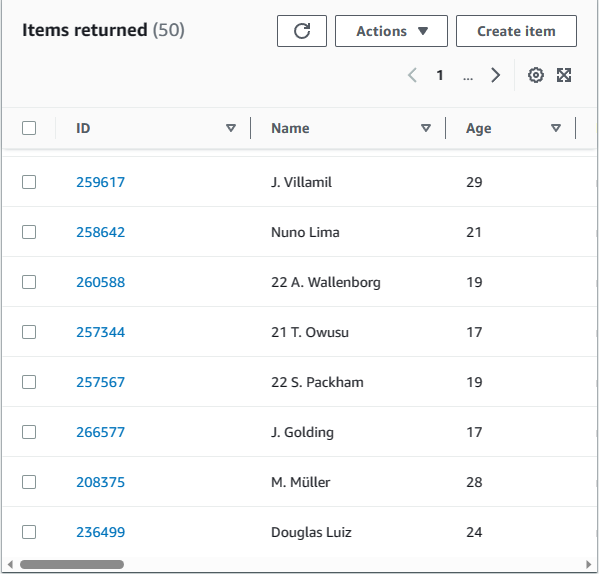 Items returned (50)
Actions
Create item
1 ...
ID Name Age
259617 J. Villamil 29
258642 Nuno Lima 21
260588 22 A. Wallenborg 19
257344 21 T. Owusu 17
257567 22 S. Packham 19
266577 J. Golding 17
208375 M. Müller 28
236499 Douglas Luiz 24